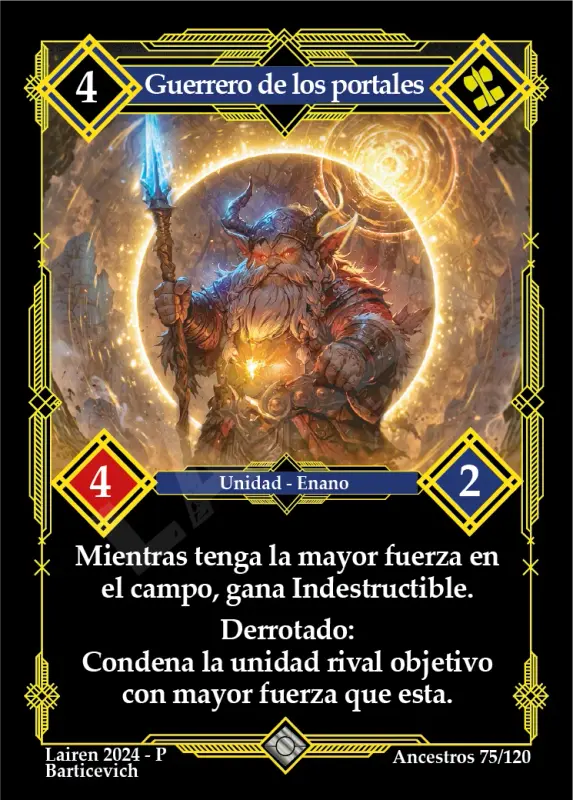 4
Guerrero de los portales
4
Unidad - Enano
2
Mientras tenga la mayor fuerza en
el campo, gana Indestructible.
Derrotado:
Condena la unidad rival objetivo
con mayor fuerza que esta.
Lairen 2024 - P
Barticevich
Ancestros 75/120